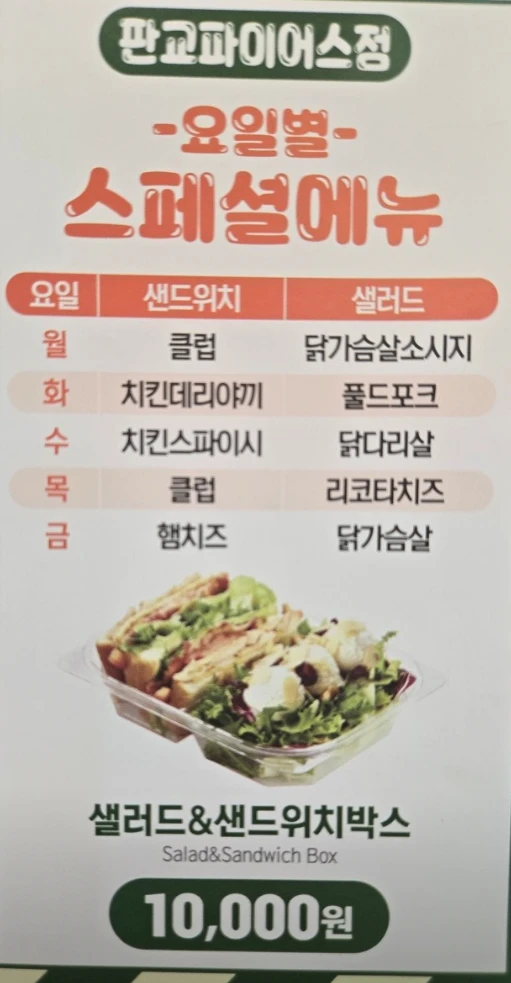 판교파이어스정
-요일별-
스페셜메뉴
요일 샌드위치 샐러드
월 클럽 닭가슴살소시지
화 치킨데리야끼 풀드포크
수 치킨스파이시 닭다리살
목 클럽 리코타치즈
금 햄치즈 닭가슴살
샐러드&샌드위치박스
Salad&Sandwich Box
10,000원